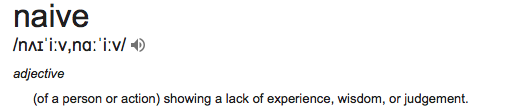 naive
/nʌɪˈiːv,nɑːˈiːv/
adjective
(of a person or action) showing a lack of experience, wisdom, or judgement.